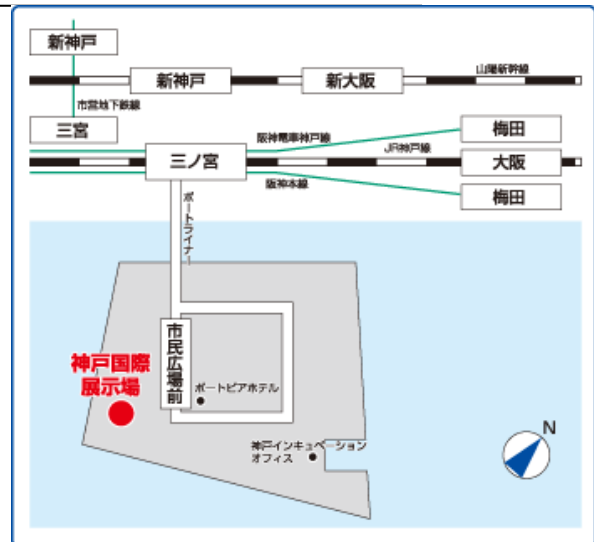 新神戸
新神戸
新大阪
山陽新幹線
市営地下鉄線
三宮
三ノ宮
阪神電車神戸線
JR神戸線
梅田
大阪
阪神本線
梅田
ポートライナー
市民広場前
神戸国際
展示場
ポートピアホテル
神戸インキュベーション
オフィス
N